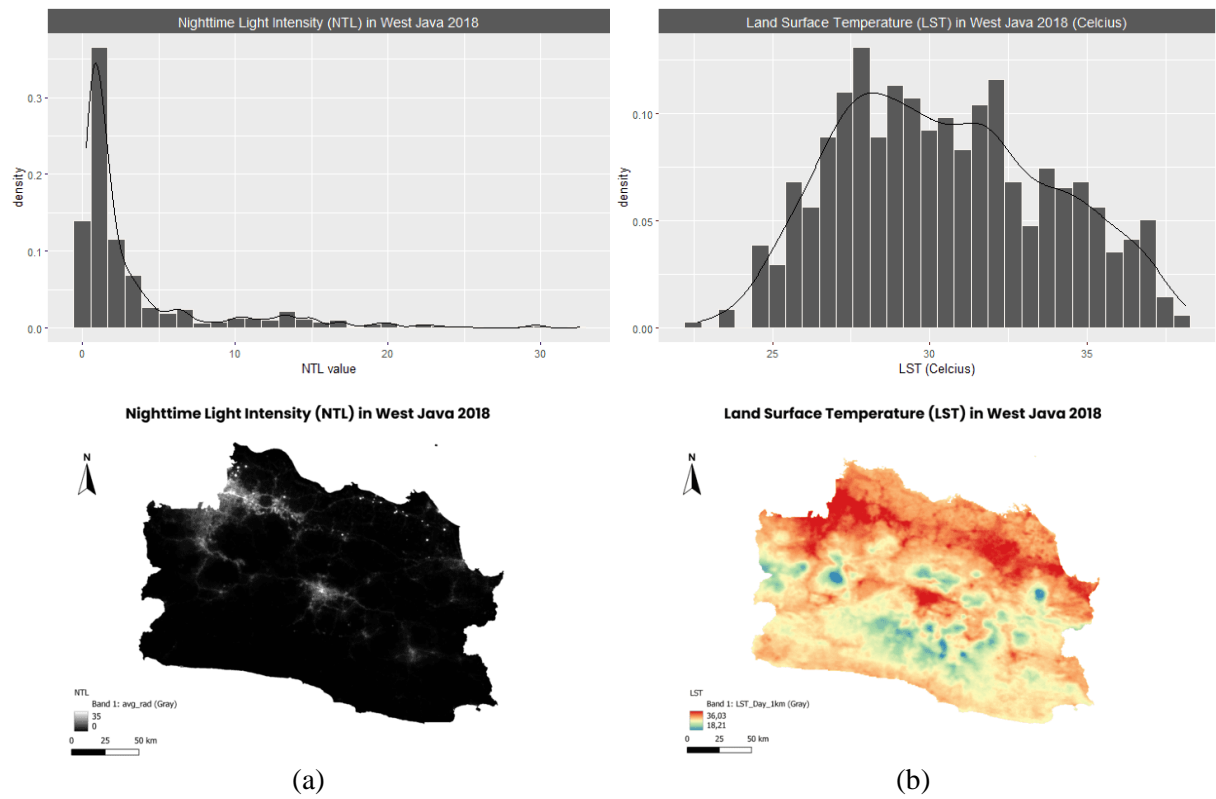 Nighttime Light Intensity (NTL) in West Java 2018
0.3
0.2
0.1
0.0
density
0 10 20 30
NTL value
Land Surface Temperature (LST) in West Java 2018 (Celcius)
0.10
0.05
0.00
density
25 30 35
LST (Celcius)
Nighttime Light Intensity (NTL) in West Java 2018
N
NTL
Band 1: avg_rad (Gray)
35
0
0 25 50 km
(a)
Land Surface Temperature (LST) in West Java 2018
N
LST
Band 1: LST_Day_1km (Gray)
36,03
18,21
0 25 50 km
(b)